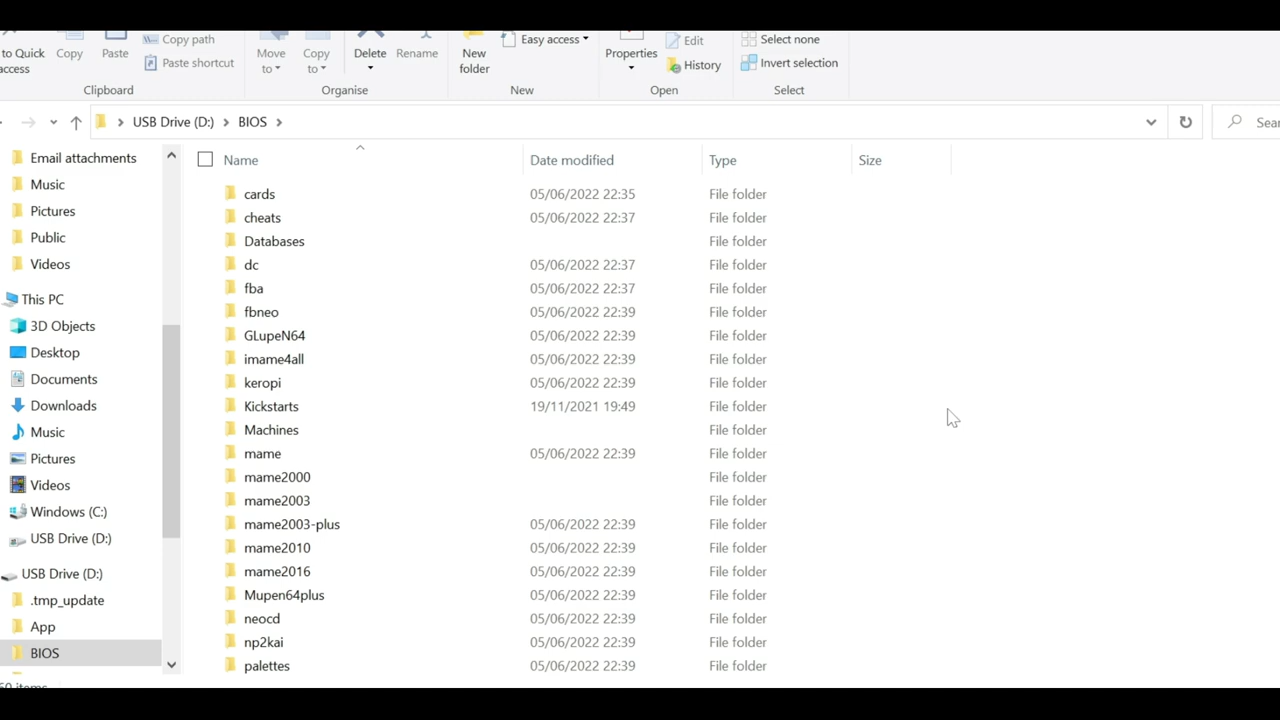 to Quick
access
Copy
Paste
Copy path
Paste shortcut
Clipboard
Move
to
Copy
to
Delete
Rename
Organise
New
folder
Easy access
New
Properties
Edit
History
Open
Select none
Invert selection
Select
USB Drive (D:) > BIOS >
Sear
Email attachments
Music
Pictures
Public
Videos
This PC
3D Objects
Desktop
Documents
Downloads
Music
Pictures
Videos
Windows (C:)
USB Drive (D:)
USB Drive (D:)
.tmp_update
App
BIOS
Name Date modified Type Size
cards 05/06/2022 22:35 File folder
cheats 05/06/2022 22:37 File folder
Databases File folder
dc 05/06/2022 22:37 File folder
fba 05/06/2022 22:37 File folder
fbneo 05/06/2022 22:39 File folder
GLupeN64 05/06/2022 22:39 File folder
imame4all 05/06/2022 22:39 File folder
keropi 05/06/2022 22:39 File folder
Kickstarts 19/11/2021 19:49 File folder
Machines File folder
mame 05/06/2022 22:39 File folder
mame2000 File folder
mame2003 File folder
mame2003-plus 05/06/2022 22:39 File folder
mame2010 05/06/2022 22:39 File folder
mame2016 05/06/2022 22:39 File folder
Mupen64plus 05/06/2022 22:39 File folder
neocd 05/06/2022 22:39 File folder
np2kai 05/06/2022 22:39 File folder
palettes 05/06/2022 22:39 File folder